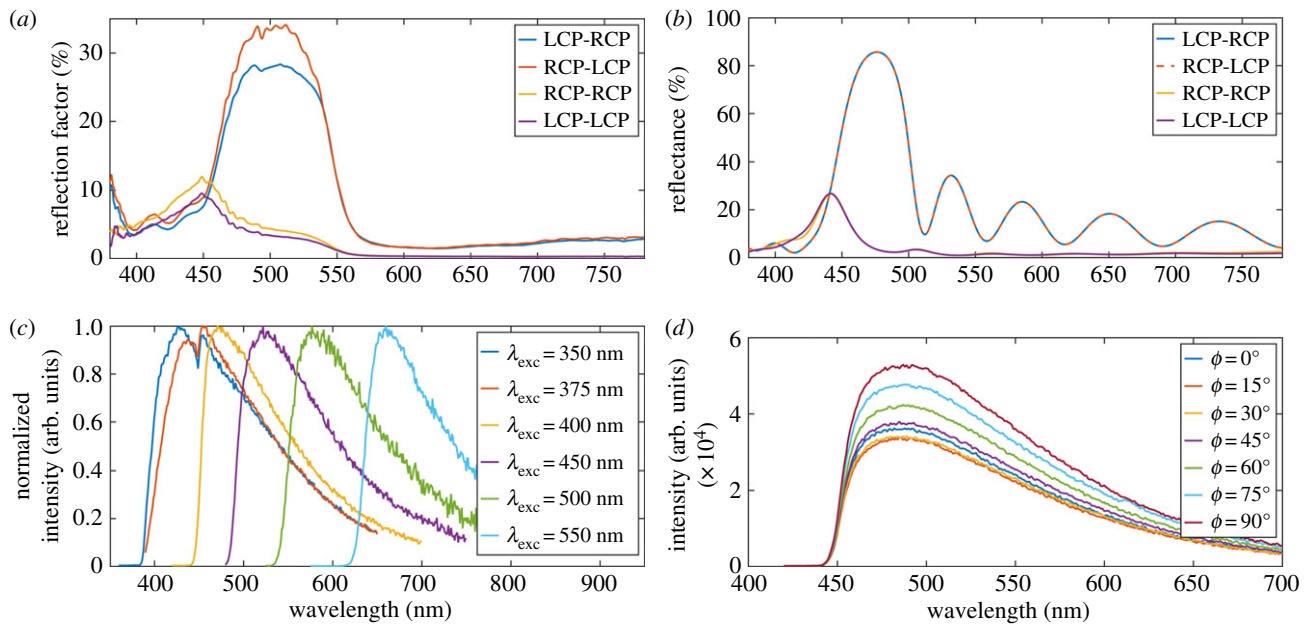 (a)
reflection factor (%)
30
20
10
0
400 450 500 550 600 650 700 750
LCP-RCP
RCP-LCP
RCP-RCP
LCP-LCP
(b)
reflectance (%)
100
80
60
40
20
0
400 450 500 550 600 650 700 750
LCP-RCP
RCP-LCP
RCP-RCP
LCP-LCP
(c)
normalized
intensity (arb. units)
1.0
0.8
0.6
0.4
0.2
0
400 500 600 700 800 900
wavelength (nm)
λexc = 350 nm
λexc = 375 nm
λexc = 400 nm
λexc = 450 nm
λexc = 500 nm
λexc = 550 nm
(d)
intensity (arb. units)
(× 10⁴)
6
4
2
0
400 450 500 550 600 650 700
wavelength (nm)
ϕ = 0°
ϕ = 15°
ϕ = 30°
ϕ = 45°
ϕ = 60°
ϕ = 75°
ϕ = 90°